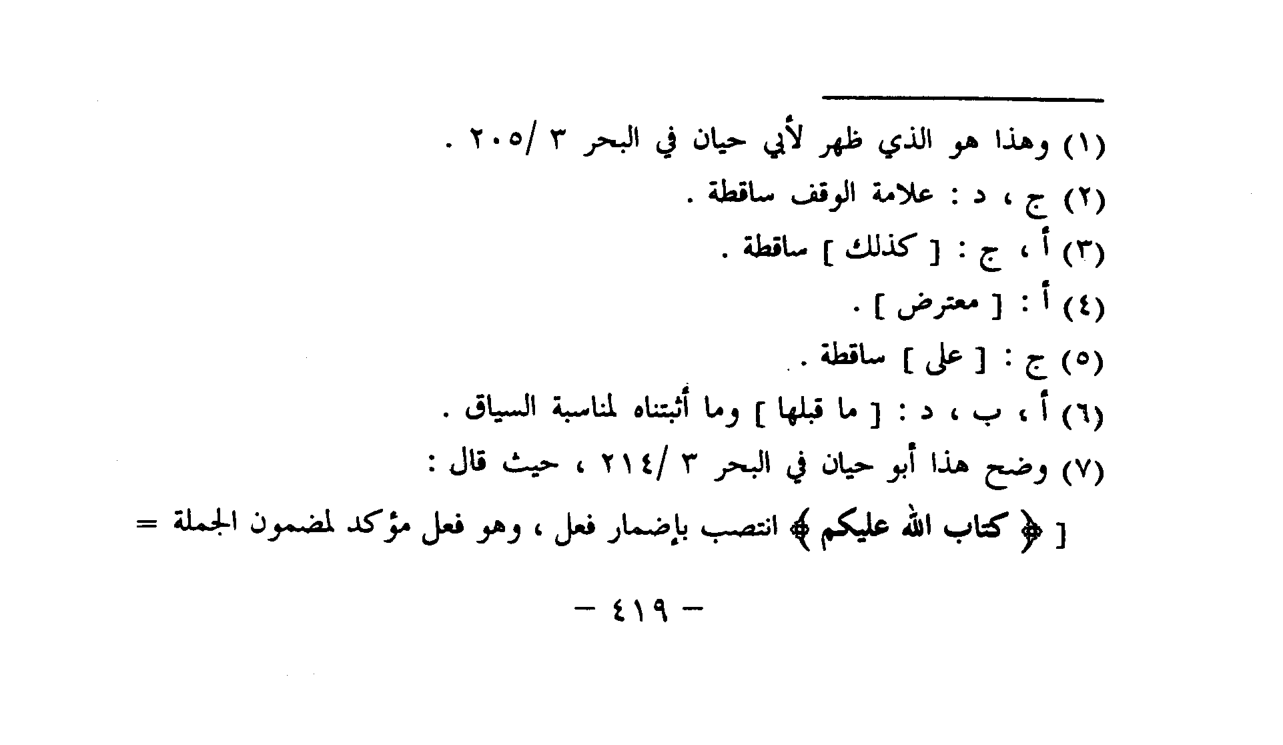 (١) وهذا هو الذي ظهر لأبي حيان في البحر ٣ /٢٠٥ .
(٢) ج ، د : علامة الوقف ساقطة .
(٣) أ ، ج : [ كذلك ] ساقطة .
(٤) أ : [ معترض ] .
(٥) ج : [ على ] ساقطة .
(٦) أ ، ب ، د : [ ما قبلها ] وما أثبتناه لمناسبة السياق .
(٧) وضح هذا أبو حيان في البحر ٣ /٢١٤ ، حيث قال :
[ ﴿ كتاب الله عليكم ﴾ انتصب بإضمار فعل ، وهو فعل مؤكد لمضمون الجملة =
– ٤١٩ –